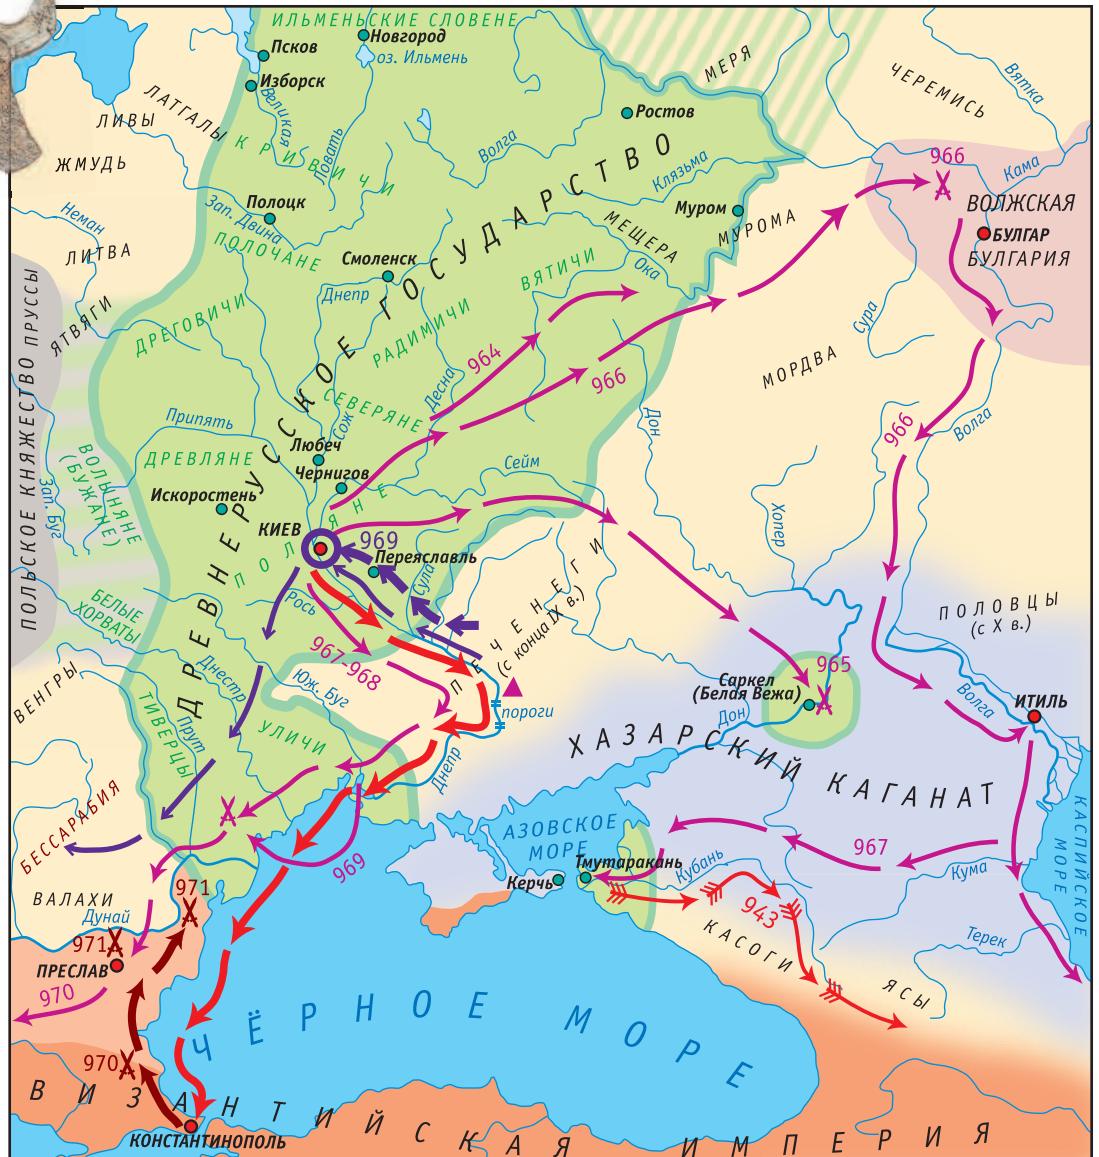 ИЛЬМЕНЬСКИЕ СЛОВЕНЕ
Новгород
Псков
оз. Ильмень
Изборск
Великая
ЛАТГАЛЫ
ЛИВЫ
ЖМУДЬ
КРИВИЧИ
Ловать
Волга
Ростов
МЕРЯ
ЧЕРЕМИСЬ
Вятка
Кама
966
ВОЛЖСКАЯ
БУЛГАР
БУЛГАРИЯ
Клязьма
Муром
МУРОМА
МЕЩЕРА
Ока
Неман
ЛИТВА
Полоцк
Зап. Двина
ПОЛОЧАНЕ
Смоленск
Днепр
ВЯТИЧИ
ДРЕВНЕРУССКОЕ ГОСУДАРСТВО
ПОЛЬСКОЕ КНЯЖЕСТВО
ПРУССЫ
ЯТВЯГИ
ДРЕГОВИЧИ
РАДИМИЧИ
964
966
Сура
МОРДВА
Волга
966
Припять
Сож
Десна
СЕВЕРЯНЕ
Дон
Любеч
Чернигов
Сейм
ДРЕВЛЯНЕ
Искоростень
ВОЛЫНЯНЕ
(БУЖАНЕ)
Зап. Буг
КИЕВ
969
ПОЛЯНЕ
Переяславль
Сула
Хопер
БЕЛЫЕ
ХОРВАТЫ
рось
967-968
ПЕЧЕНЕГИ
(с конца IX в.)
ПОЛОВЦЫ
(с X в.)
965
Саркел
(Белая Вежа)
Дон
Волга
ИТИЛЬ
ВЕНГРЫ
Днестр
Юж. Буг
пороги
Днепр
ТИВЕРЦЫ
Прут
УЛИЧИ
ХАЗАРСКИЙ КАГАНАТ
КАСПИЙСКОЕ
МОРЕ
БЕССАРАБИЯ
969
АЗОВСКОЕ
МОРЕ
Керчь
Тмутаракань
Кубань
967
Кума
943
КАСОГИ
Терек
ЯСЫ
ВАЛАХИ
Дунай
971
971
ПРЕСЛАВ
970
970
ЧЁРНОЕ МОРЕ
КОНСТАНТИНОПОЛЬ
ВИЗАНТИЙСКАЯ ИМПЕРИЯ